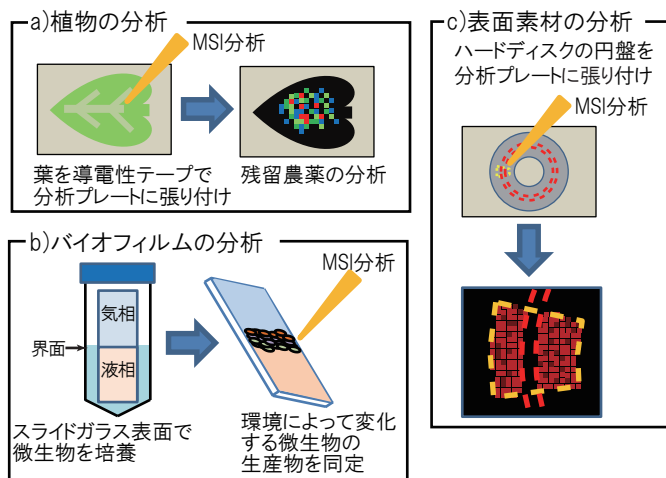 a)植物の分析
MSI分析
葉を導電性テープで
分析プレートに張り付け
残留農薬の分析
b)バイオフィルムの分析
MSI分析
気相
界面
液相
スライドガラス表面で
微生物を培養
環境によって変化
する微生物の
生産物を同定
c)表面素材の分析
ハードディスクの円盤を
分析プレートに張り付け
MSI分析